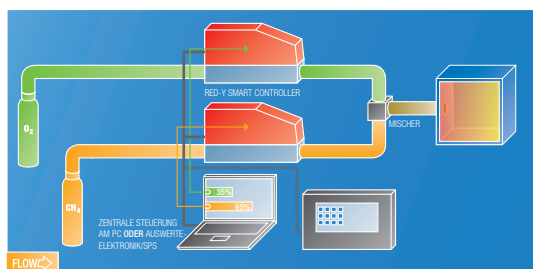 RED-Y SMART CONTROLLER
O₂
MISCHER
35%
65%
CH₄
ZENTRALE STEUERUNG
AM PC ODER AUSWERTE-
ELEKTRONIK/SPS
FLOW